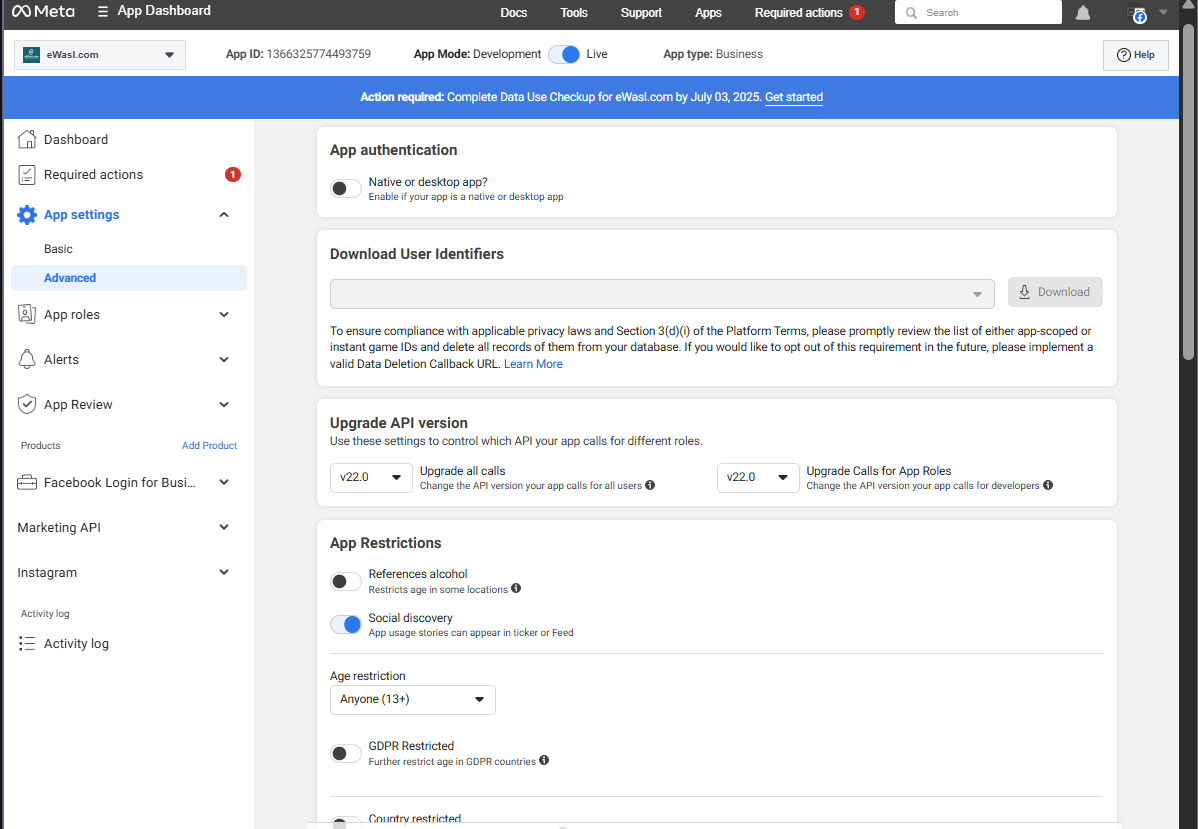 Meta
App Dashboard
Docs
Tools
Support
Apps
Required actions 1
Search
eWasl.com
App ID: 1366325774493759
App Mode: Development
Live
App type: Business
Help
Action required: Complete Data Use Checkup for eWasl.com by July 03, 2025. Get started
Dashboard
Required actions
1
App settings
Basic
Advanced
App roles
Alerts
App Review
Products
Add Product
Facebook Login for Busi...
Marketing API
Instagram
Activity log
Activity log
App authentication
Native or desktop app?
Enable if your app is a native or desktop app
Download User Identifiers
Download
To ensure compliance with applicable privacy laws and Section 3(d)(i) of the Platform Terms, please promptly review the list of either app-scoped or
instant game IDs and delete all records of them from your database. If you would like to opt out of this requirement in the future, please implement a
valid Data Deletion Callback URL. Learn More
Upgrade API version
Use these settings to control which API your app calls for different roles.
v22.0
Upgrade all calls
Change the API version your app calls for all users
v22.0
Upgrade Calls for App Roles
Change the API version your app calls for developers
App Restrictions
References alcohol
Restricts age in some locations
Social discovery
App usage stories can appear in ticker or Feed
Age restriction
Anyone (13+)
GDPR Restricted
Further restrict age in GDPR countries
Country restricted